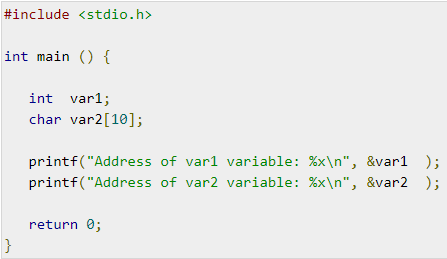 #include <stdio.h>
int main () {
int  var1;
char var2[10];
printf("Address of var1 variable: %x\n", &var1  );
printf("Address of var2 variable: %x\n", &var2  );
return 0;
}